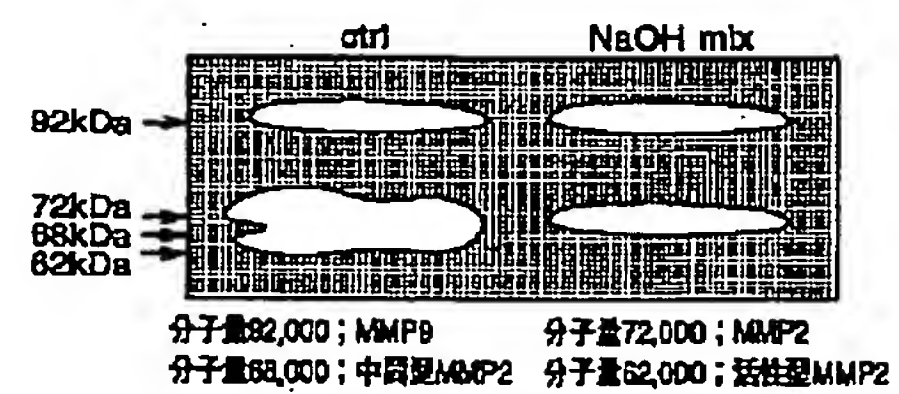 ctrl NaOH mix
92kDa
72kDa
68kDa
62kDa
分子量92,000；MMP9 分子量72,000；MMP2
分子量68,000；中間型MMP2 分子量62,000；活性型MMP2